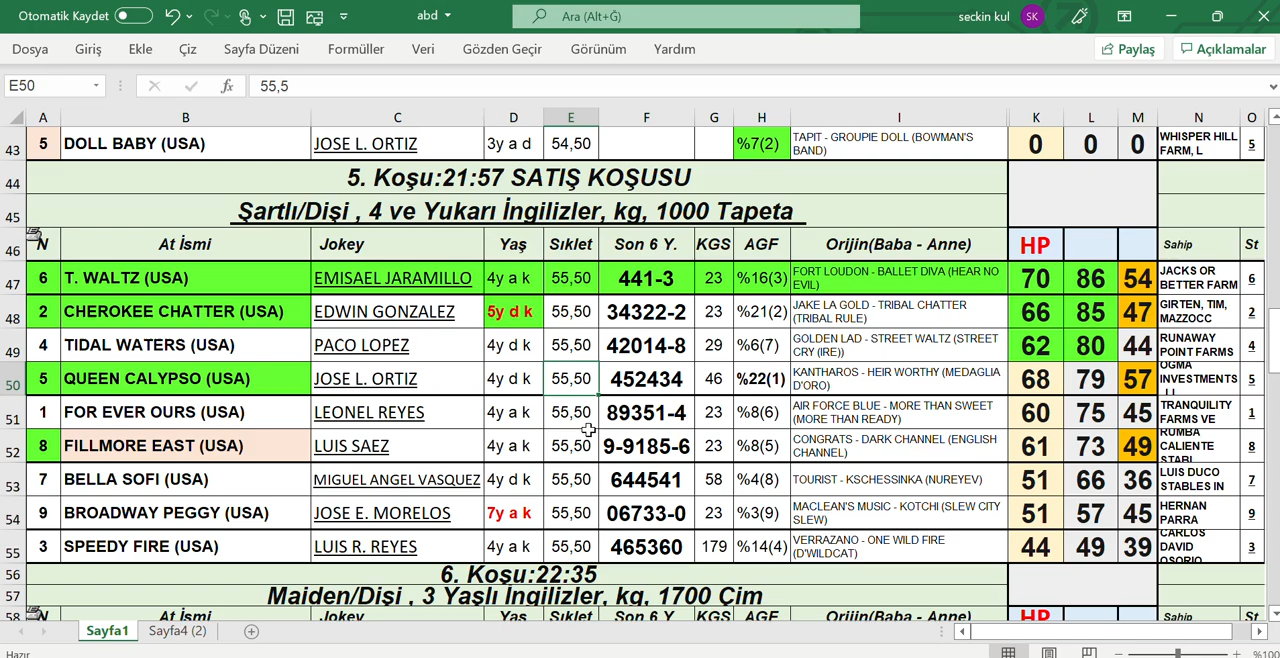 Otomatik Kaydet
abd
Ara (Alt+Ğ)
seckin kul
SK
Dosya Giriş Ekle Çiz Sayfa Düzeni Formüller Veri Gözden Geçir Görünüm Yardım
Paylaş
Açıklamalar
E50
fx
55,5
A B C D E F G H I K L M N O
43 5 DOLL BABY (USA) JOSE L. ORTIZ 3y a d 54,50 %7(2) TAPIT - GROUPIE DOLL (BOWMAN'S BAND) 0 0 0 WHISPER HILL FARM, L 5
44 5. Koşu:21:57 SATIŞ KOŞUSU
45 Şartlı/Dişi , 4 ve Yukarı İngilizler, kg, 1000 Tapeta
46 N At İsmi Jokey Yaş Sıklet Son 6 Y. KGS AGF Orijin(Baba - Anne) HP Sahip St
47 6 T. WALTZ (USA) EMISAEL JARAMILLO 4y a k 55,50 441-3 23 %16(3) FORT LOUDON - BALLET DIVA (HEAR NO EVIL) 70 86 54 JACKS OR BETTER FARM 6
48 2 CHEROKEE CHATTER (USA) EDWIN GONZALEZ 5y d k 55,50 34322-2 23 %21(2) JAKE LA GOLD - TRIBAL CHATTER (TRIBAL RULE) 66 85 47 GIRTEN, TIM, MAZZOCC 2
49 4 TIDAL WATERS (USA) PACO LOPEZ 4y d k 55,50 42014-8 29 %6(7) GOLDEN LAD - STREET WALTZ (STREET CRY (IRE)) 62 80 44 RUNAWAY POINT FARMS 4
50 5 QUEEN CALYPSO (USA) JOSE L. ORTIZ 4y d k 55,50 452434 46 %22(1) KANTHAROS - HEIR WORTHY (MEDAGLIA D'ORO) 68 79 57 OGMA INVESTMENTS 5
51 1 FOR EVER OURS (USA) LEONEL REYES 4y a k 55,50 89351-4 23 %8(6) AIR FORCE BLUE - MORE THAN SWEET (MORE THAN READY) 60 75 45 TRANQUILITY FARMS VE 1
52 8 FILLMORE EAST (USA) LUIS SAEZ 4y a k 55,50 9-9185-6 23 %8(5) CONGRATS - DARK CHANNEL (ENGLISH CHANNEL) 61 73 49 RUMBA CALIENTE STABL 8
53 7 BELLA SOFI (USA) MIGUEL ANGEL VASQUEZ 4y d k 55,50 644541 58 %4(8) TOURIST - KSCHESSINKA (NUREYEV) 51 66 36 LUIS DUCO STABLES IN 7
54 9 BROADWAY PEGGY (USA) JOSE E. MORELOS 7y a k 55,50 06733-0 23 %3(9) MACLEAN'S MUSIC - KOTCHI (SLEW CITY SLEW) 51 57 45 HERNAN PARRA 9
55 3 SPEEDY FIRE (USA) LUIS R. REYES 4y a k 55,50 465360 179 %14(4) VERRAZANO - ONE WILD FIRE (D'WILDCAT) 44 49 39 CARLOS DAVID OSORIO 3
56 6. Koşu:22:35
57 Maiden/Dişi , 3 Yaşlı İngilizler, kg, 1700 Çim
58 N At İsmi Jokey Yaş Sıklet Son 6 Y. KGS AGF Orijin(Baba - Anne) HP Sahip St
Sayfa1 Sayfa4 (2)
Hazır
%100